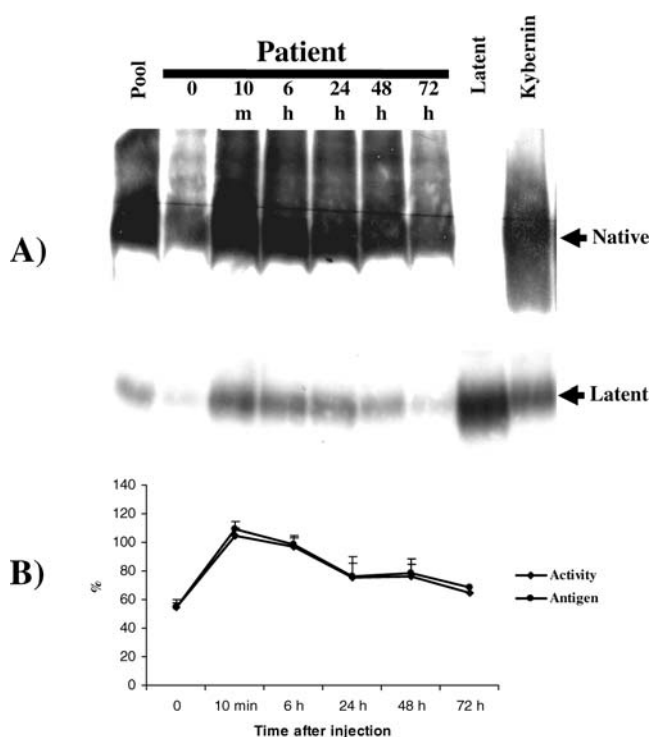 Patient
Pool 0 10 m 6 h 24 h 48 h 72 h Latent Kybernin
A)
Native
Latent
B)
140
120
100
80
60
40
20
0
%
0 10 min 6 h 24 h 48 h 72 h
Time after injection
Activity
Antigen